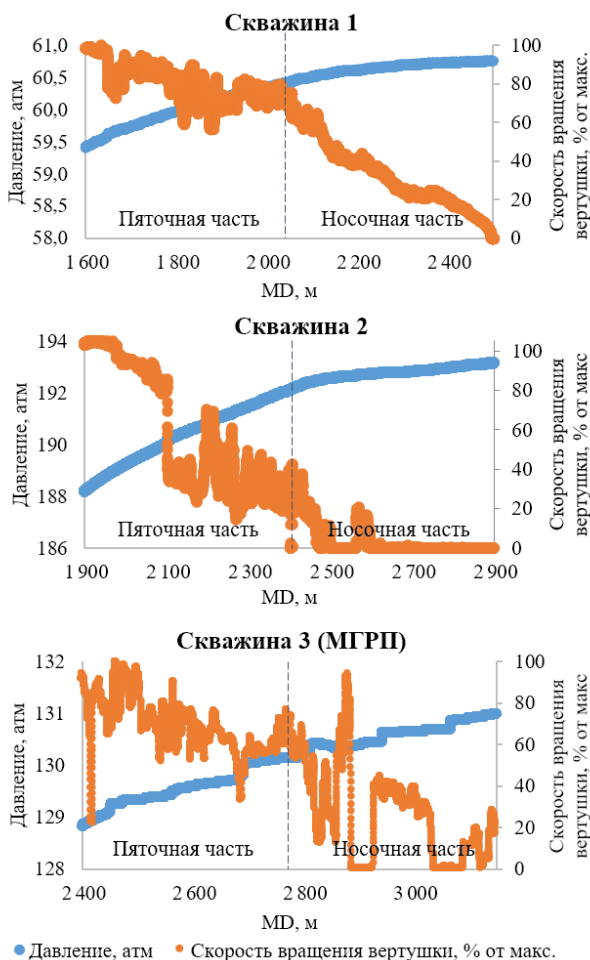 Скважина 1
Давление, атм
61,0
60,5
60,0
59,5
59,0
58,5
58,0
100
80
60
40
20
0
Скорость вращения
вертушки, % от макс.
Пяточная часть
Носочная часть
1 600
1 800
2 000
2 200
2 400
MD, м
Скважина 2
Давление, атм
194
192
190
188
186
100
80
60
40
20
0
Скорость вращения
вертушки, % от макс
Пяточная часть
Носочная часть
1 900
2 100
2 300
2 500
2 700
2 900
MD, м
Скважина 3 (МГРП)
Давление, атм
132
131
130
129
128
100
80
60
40
20
0
Скорость вращения
вертушки, % от макс
Пяточная часть
Носочная часть
2 400
2 600
2 800
3 000
MD, м
Давление, атм
Скорость вращения вертушки, % от макс.